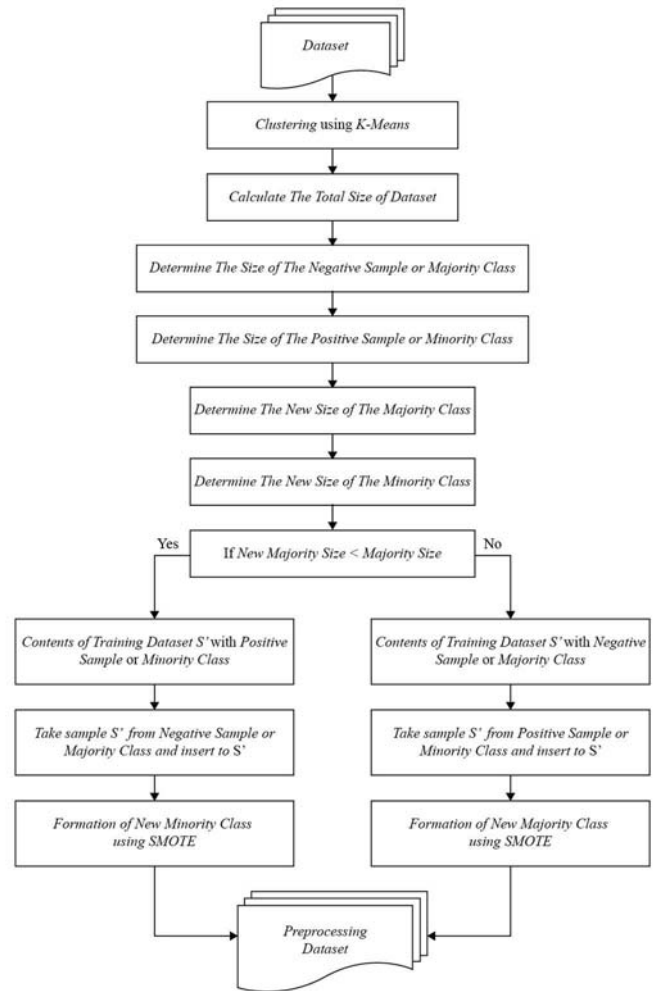 Dataset
Clustering using K-Means
Calculate The Total Size of Dataset
Determine The Size of The Negative Sample or Majority Class
Determine The Size of The Positive Sample or Minority Class
Determine The New Size of The Majority Class
Determine The New Size of The Minority Class
Yes
If New Majority Size < Majority Size
No
Contents of Training Dataset S' with Positive
Sample or Minority Class
Contents of Training Dataset S' with Negative
Sample or Majority Class
Take sample S' from Negative Sample or
Majority Class and insert to S'
Take sample S' from Positive Sample or
Minority Class and insert to S'
Formation of New Minority Class
using SMOTE
Formation of New Majority Class
using SMOTE
Preprocessing
Dataset